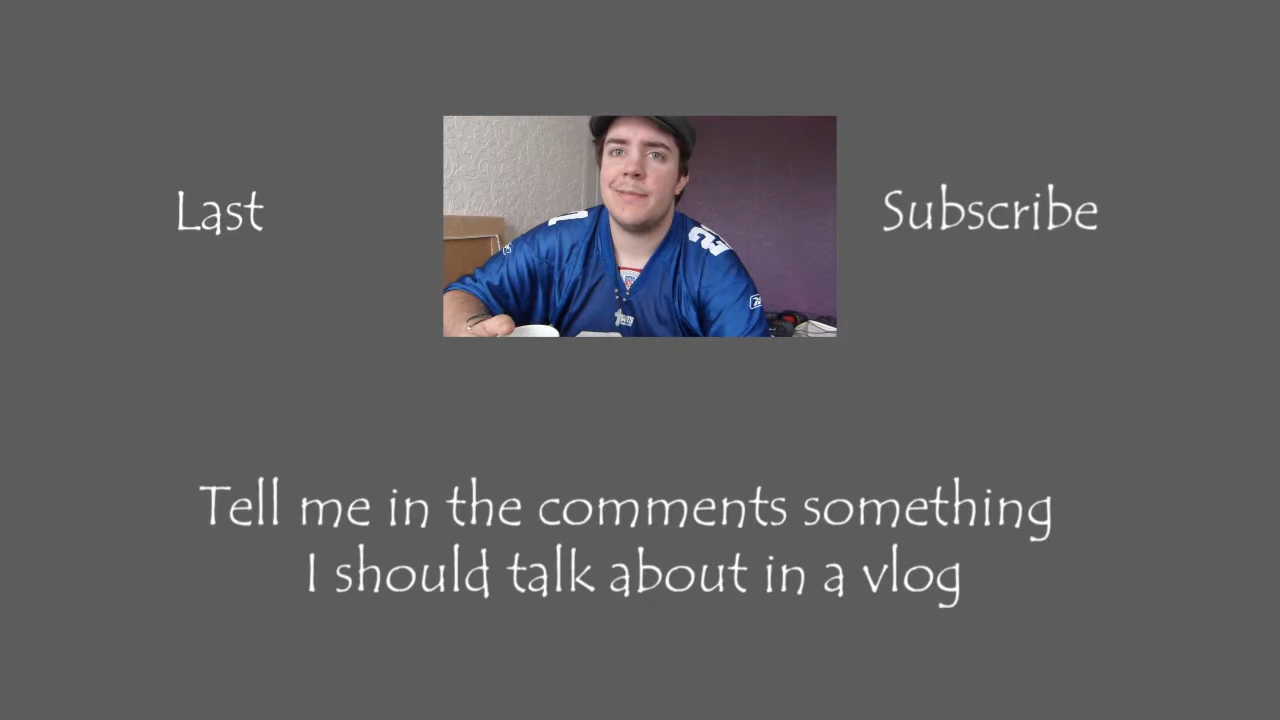 Last
Subscribe
Tell me in the comments something
I should talk about in a vlog